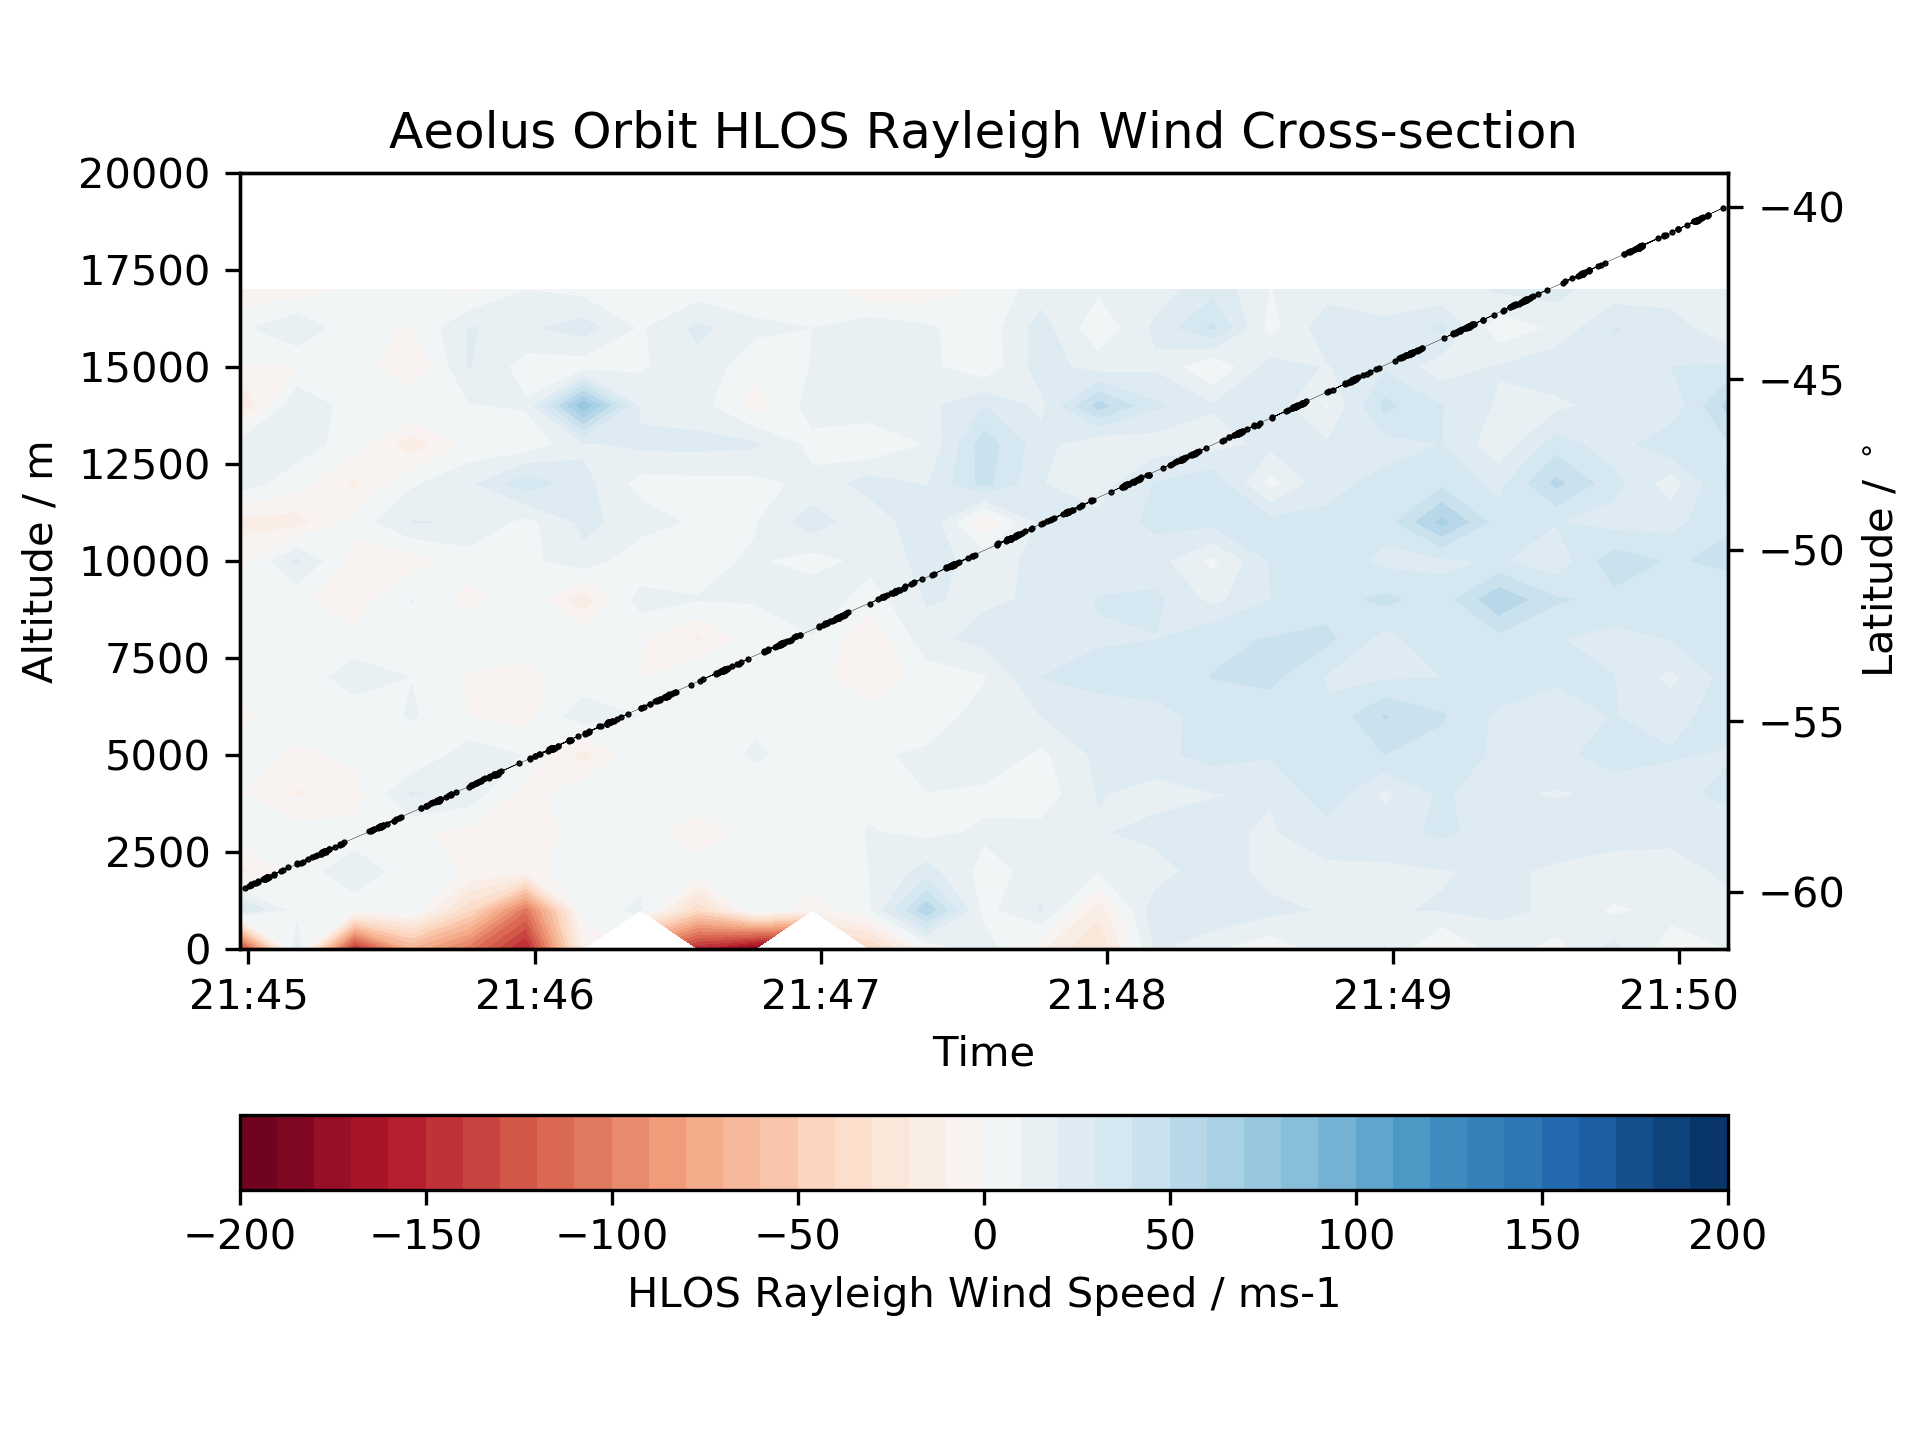 Aeolus Orbit HLOS Rayleigh Wind Cross-section
20000
17500
15000
12500
10000
7500
5000
2500
0
Altitude / m
−40
−45
−50
−55
−60
Latitude / °
21:45 21:46 21:47 21:48 21:49 21:50
Time
−200 −150 −100 −50 0 50 100 150 200
HLOS Rayleigh Wind Speed / ms-1